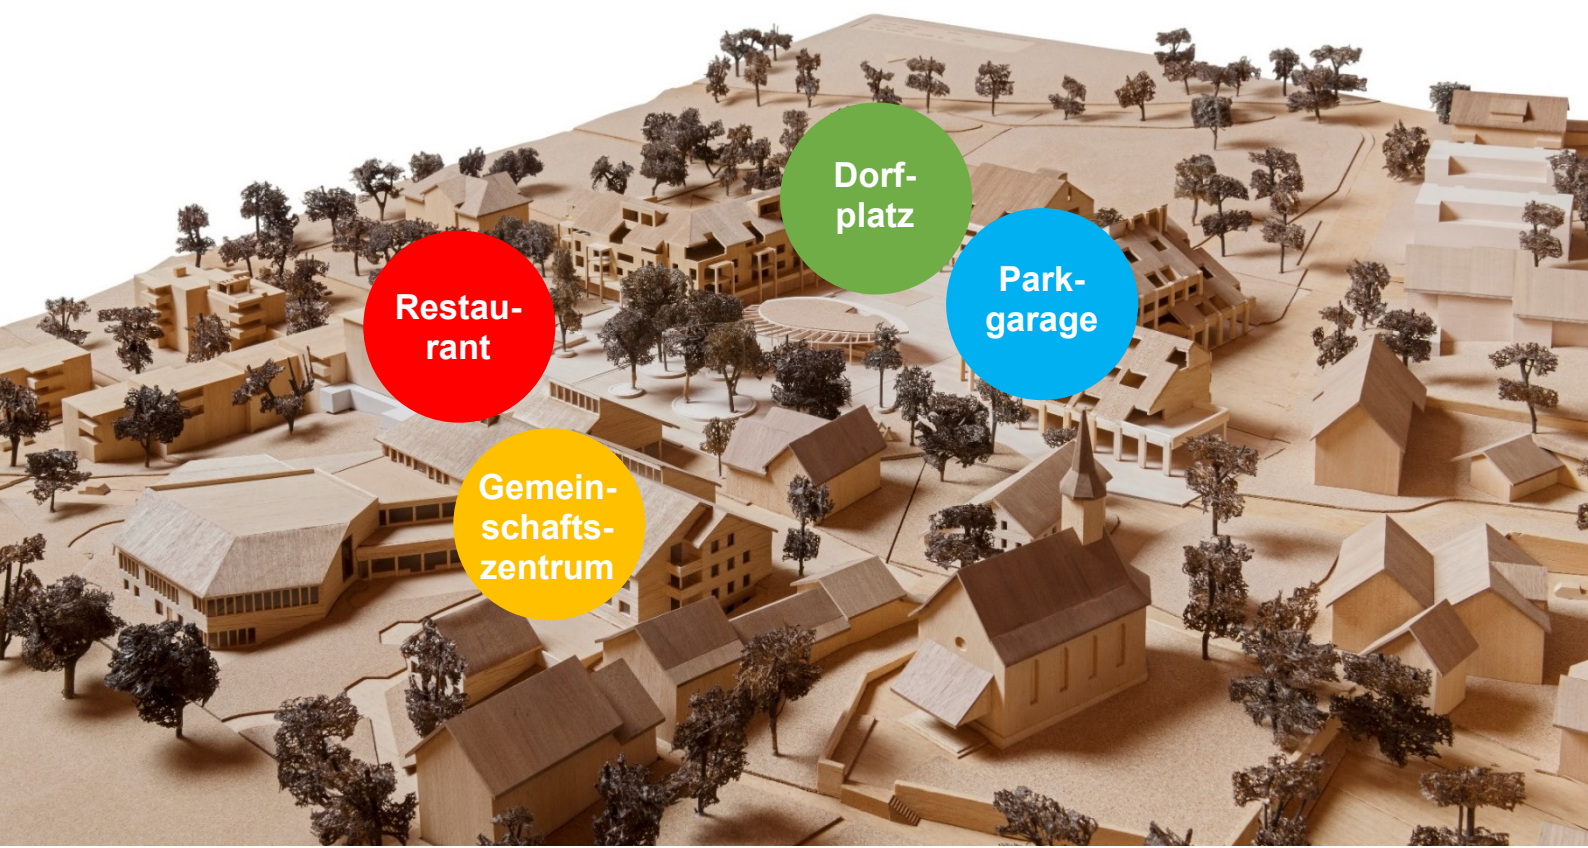 Dorf-
platz
Park-
garage
Restau-
rant
Gemein-
schafts-
zentrum